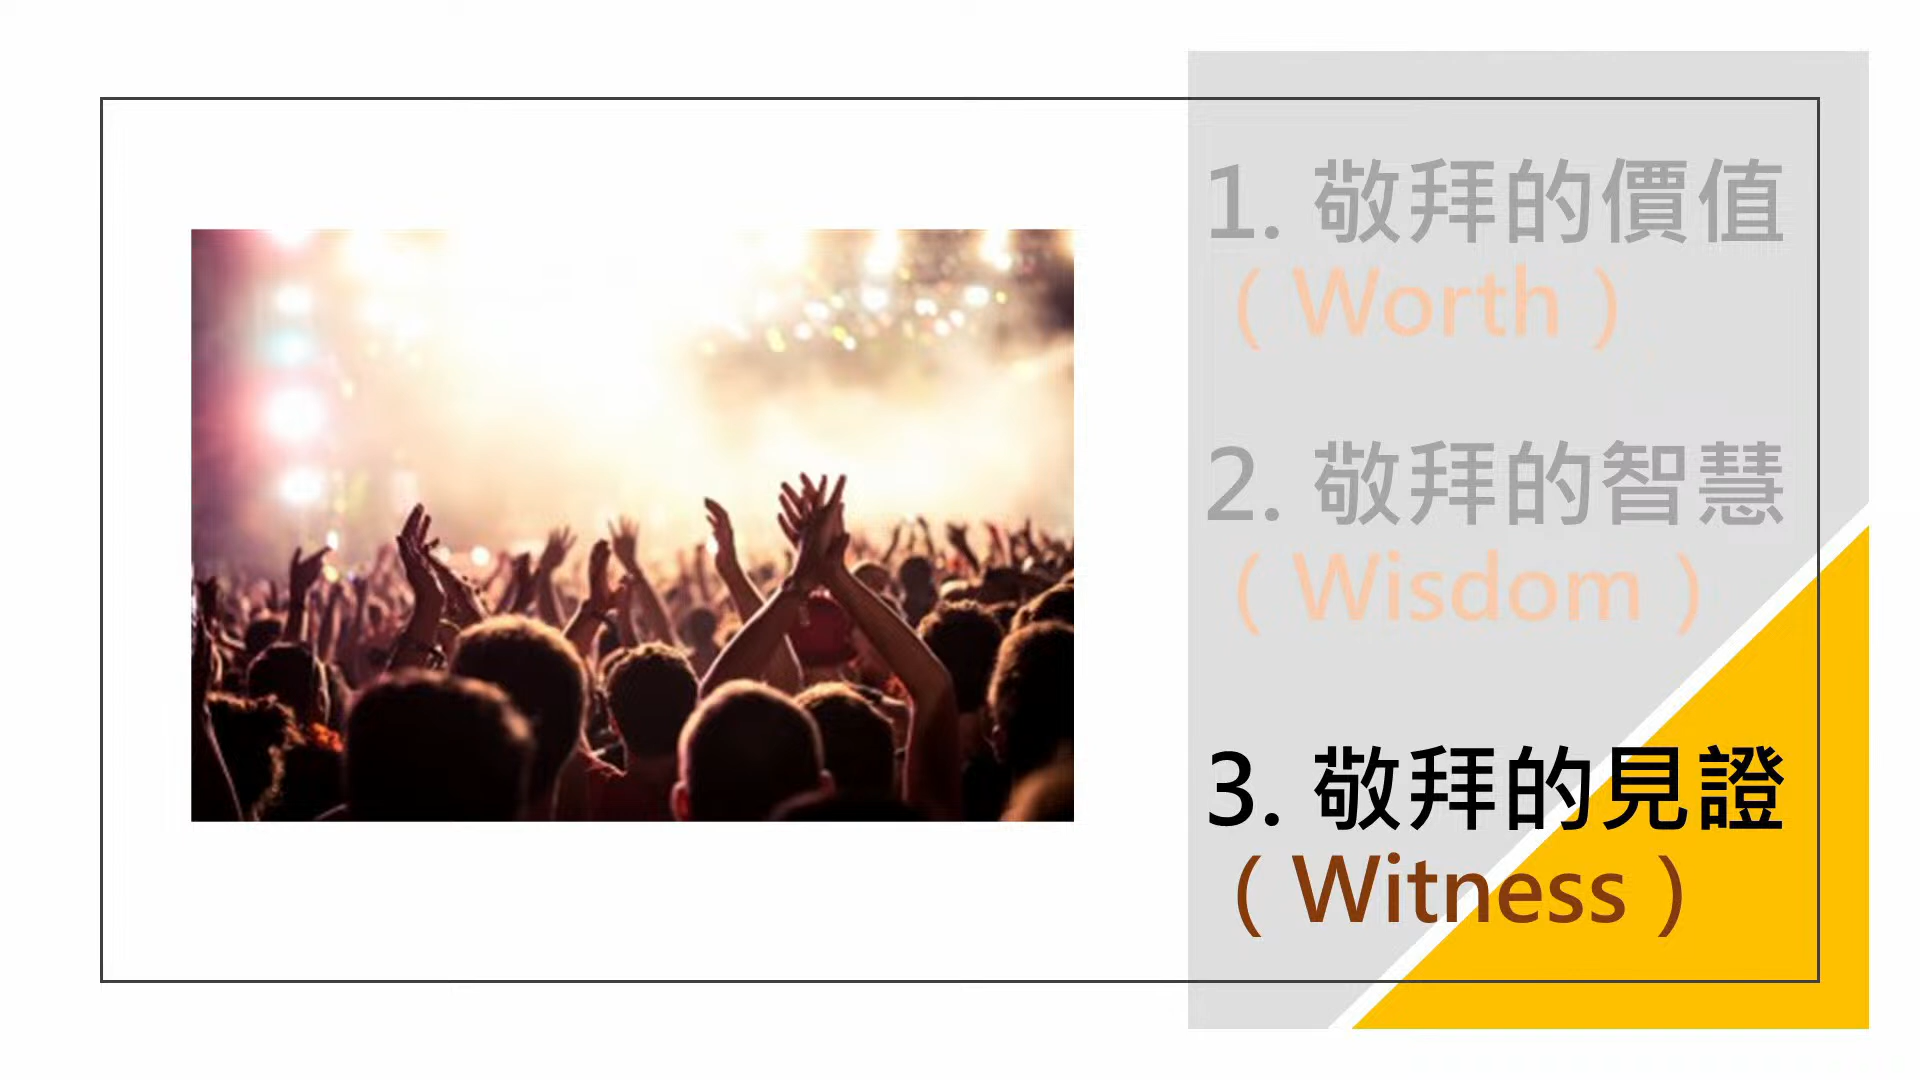 1. 敬拜的價值
（Worth）
2. 敬拜的智慧
（Wisdom）
3. 敬拜的見證
（Witness）